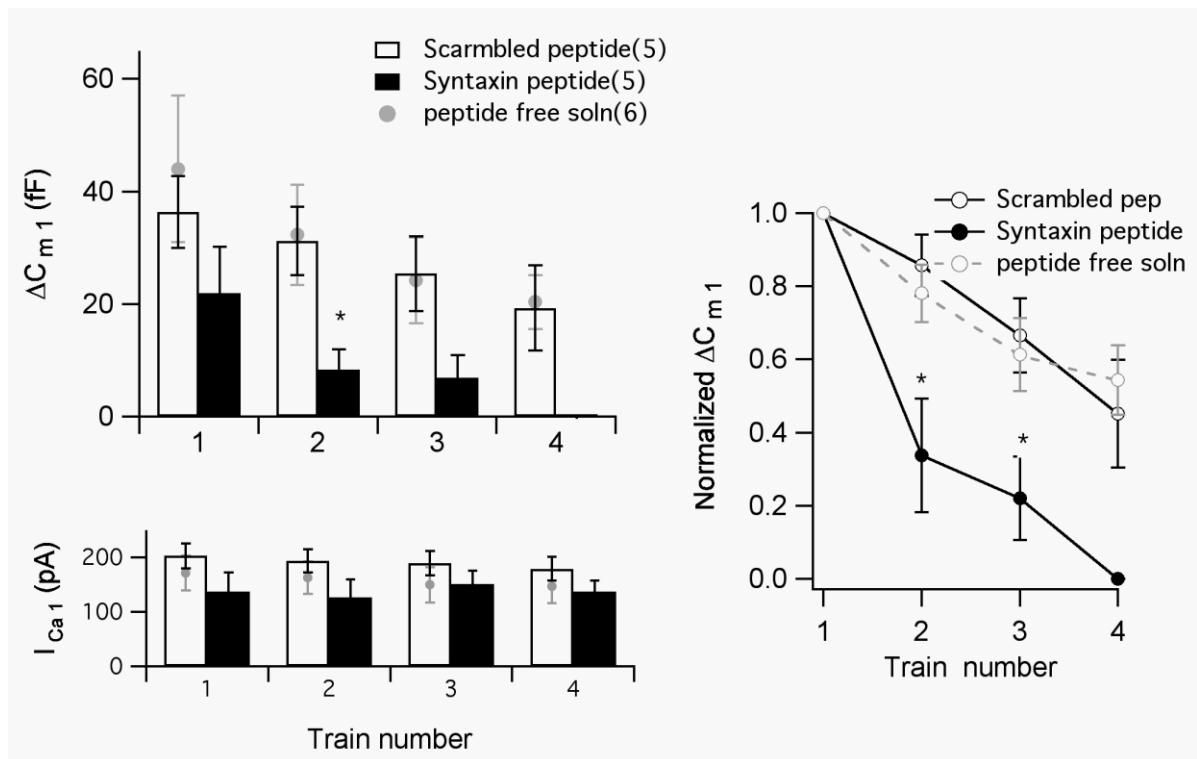 Scarmbled peptide(5)
Syntaxin peptide(5)
peptide free soln(6)
ΔC m 1 (fF)
60
40
20
0
*
1 2 3 4
I Ca 1 (pA)
200
100
0
1 2 3 4
Train number
Scrambled pep
Syntaxin peptide
peptide free soln
Normalized ΔC m 1
1.0
0.8
0.6
0.4
0.2
0.0
*
*
1 2 3 4
Train number